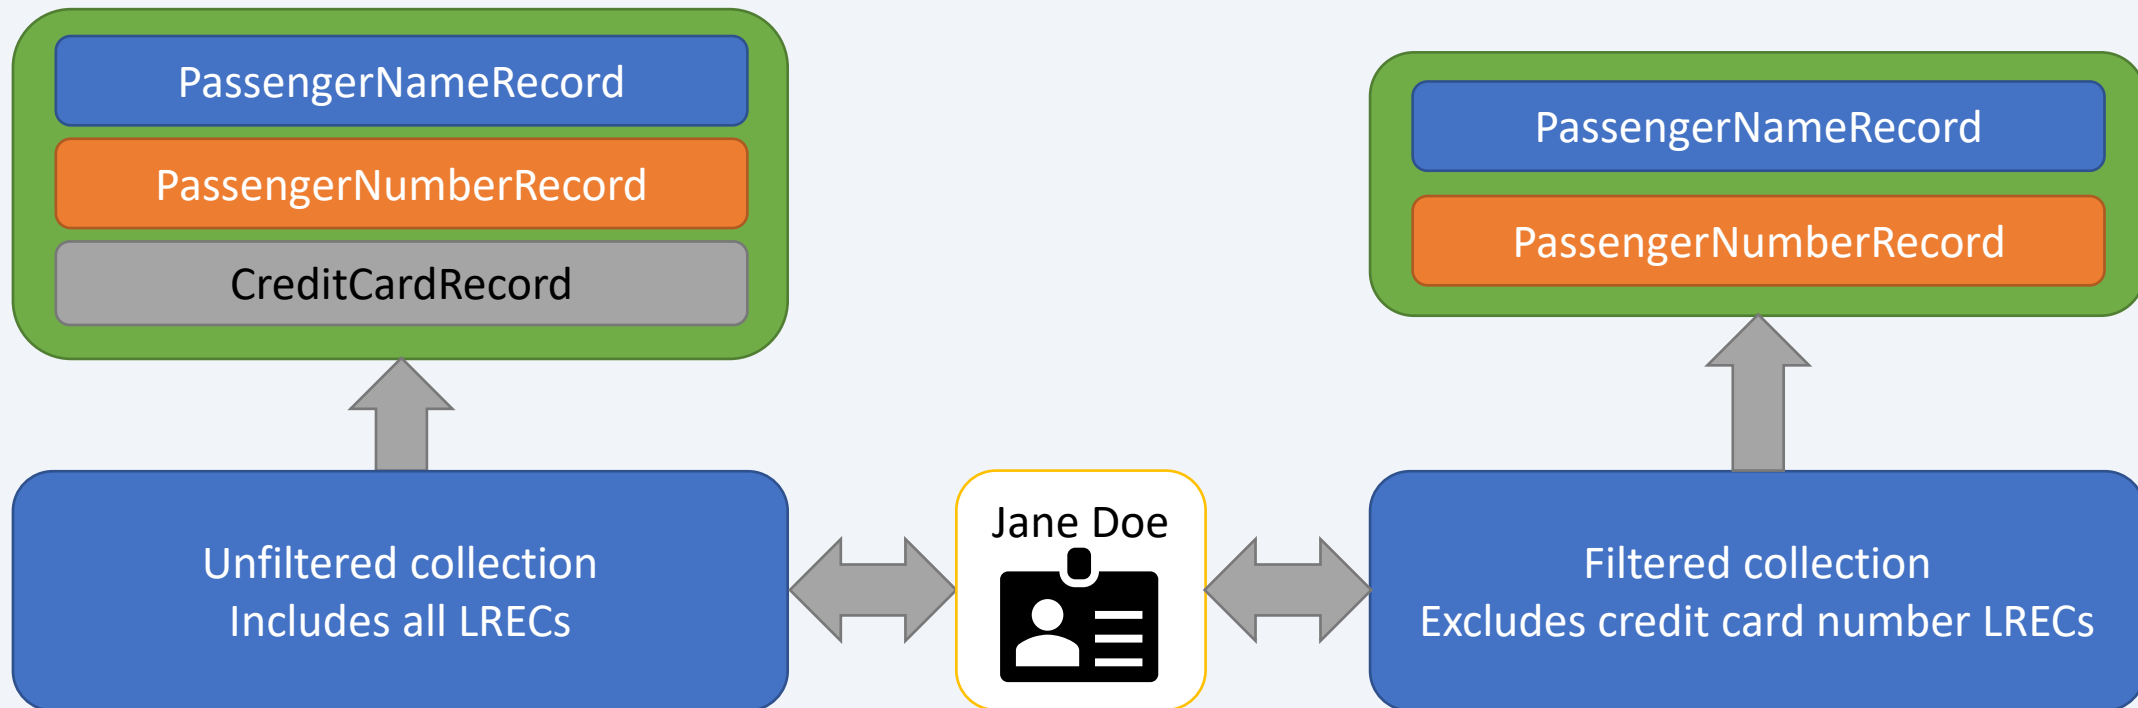 PassengerNameRecord
PassengerNumberRecord
CreditCardRecord
PassengerNameRecord
PassengerNumberRecord
Unfiltered collection
Includes all LRECs
Jane Doe
Filtered collection
Excludes credit card number LRECs